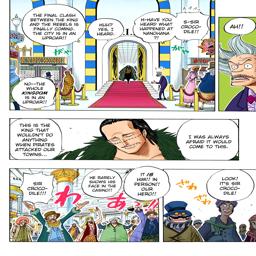 AH!!
S-SIR
CROCO-
DILE!!
H-HAVE YOU
HEARD WHAT
HAPPENED AT
NANOHANA
HUH?
YES, I
HEARD.
THE FINAL CLASH
BETWEEN THE KING
AND THE REBELS IS
FINALLY COMING.
THE CITY IS IN AN
UPROAR!!
NO--THE
WHOLE
KINGDOM
IS IN AN
UPROAR!!
I WAS ALWAYS
AFRAID IT WOULD
COME TO THIS.
THIS IS THE
KING THAT
WOULDN'T DO
ANYTHING
WHEN PIRATES
ATTACKED OUR
TOWNS...
LOOK!
IT'S SIR
CROCO-
DILE!!
IT IS
HIM!! IN
PERSON!!
OUR
HERO!!
HE RARELY
SHOWS HIS
FACE IN THE
CASINO!!
SIR
CROCO-
DILE!!!
わあ